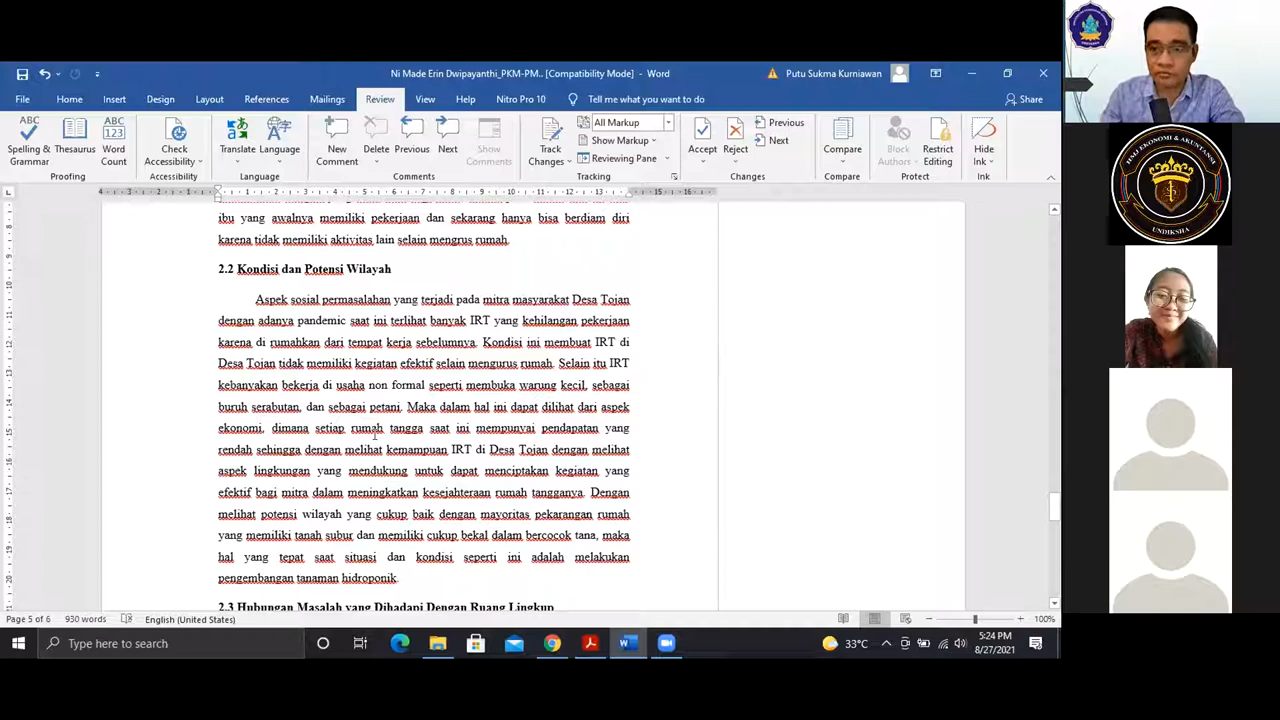 Ni Made Erin Dwipayanthi_PKM-PM.. [Compatibility Mode] - Word
Putu Sukma Kurniawan
File Home Insert Design Layout References Mailings Review View Help Nitro Pro 10 Tell me what you want to do Share
ABC
ABC
123
Spelling & Grammar
Thesaurus
Word Count
Check Accessibility
Translate
Language
New Comment
Delete
Previous
Next
Show Comments
Track Changes
All Markup
Show Markup
Reviewing Pane
Accept
Reject
Previous
Next
Compare
Block Authors
Restrict Editing
Hide Ink
Proofing Accessibility Language Comments Tracking Changes Compare Protect Ink
ibu yang awalnya memiliki pekerjaan dan sekarang hanya bisa berdiam diri
karena tidak memiliki aktivitas lain selain mengrus rumah.
2.2 Kondisi dan Potensi Wilayah
Aspek sosial permasalahan yang terjadi pada mitra masyarakat Desa Tojan
dengan adanya pandemic saat ini terlihat banyak IRT yang kehilangan pekerjaan
karena di rumahkan dari tempat kerja sebelumnya. Kondisi ini membuat IRT di
Desa Tojan tidak memiliki kegiatan efektif selain mengurus rumah. Selain itu IRT
kebanyakan bekerja di usaha non formal seperti membuka warung kecil, sebagai
buruh serabutan, dan sebagai petani. Maka dalam hal ini dapat dilihat dari aspek
ekonomi, dimana setiap rumah tangga saat ini mempunyai pendapatan yang
rendah sehingga dengan melihat kemampuan IRT di Desa Tojan dengan melihat
aspek lingkungan yang mendukung untuk dapat menciptakan kegiatan yang
efektif bagi mitra dalam meningkatkan kesejahteraan rumah tangganya. Dengan
melihat potensi wilayah yang cukup baik dengan mayoritas pekarangan rumah
yang memiliki tanah subur dan memiliki cukup bekal dalam bercocok tana, maka
hal yang tepat saat situasi dan kondisi seperti ini adalah melakukan
pengembangan tanaman hidroponik.
2.3 Hubungan Masalah yang Dihadapi Dengan Ruang Lingkup
Page 5 of 6 930 words English (United States) 100%
Type here to search
33°C
5:24 PM
8/27/2021
HMJ EKONOMI & AKUNTANSI
UNDIKSHA